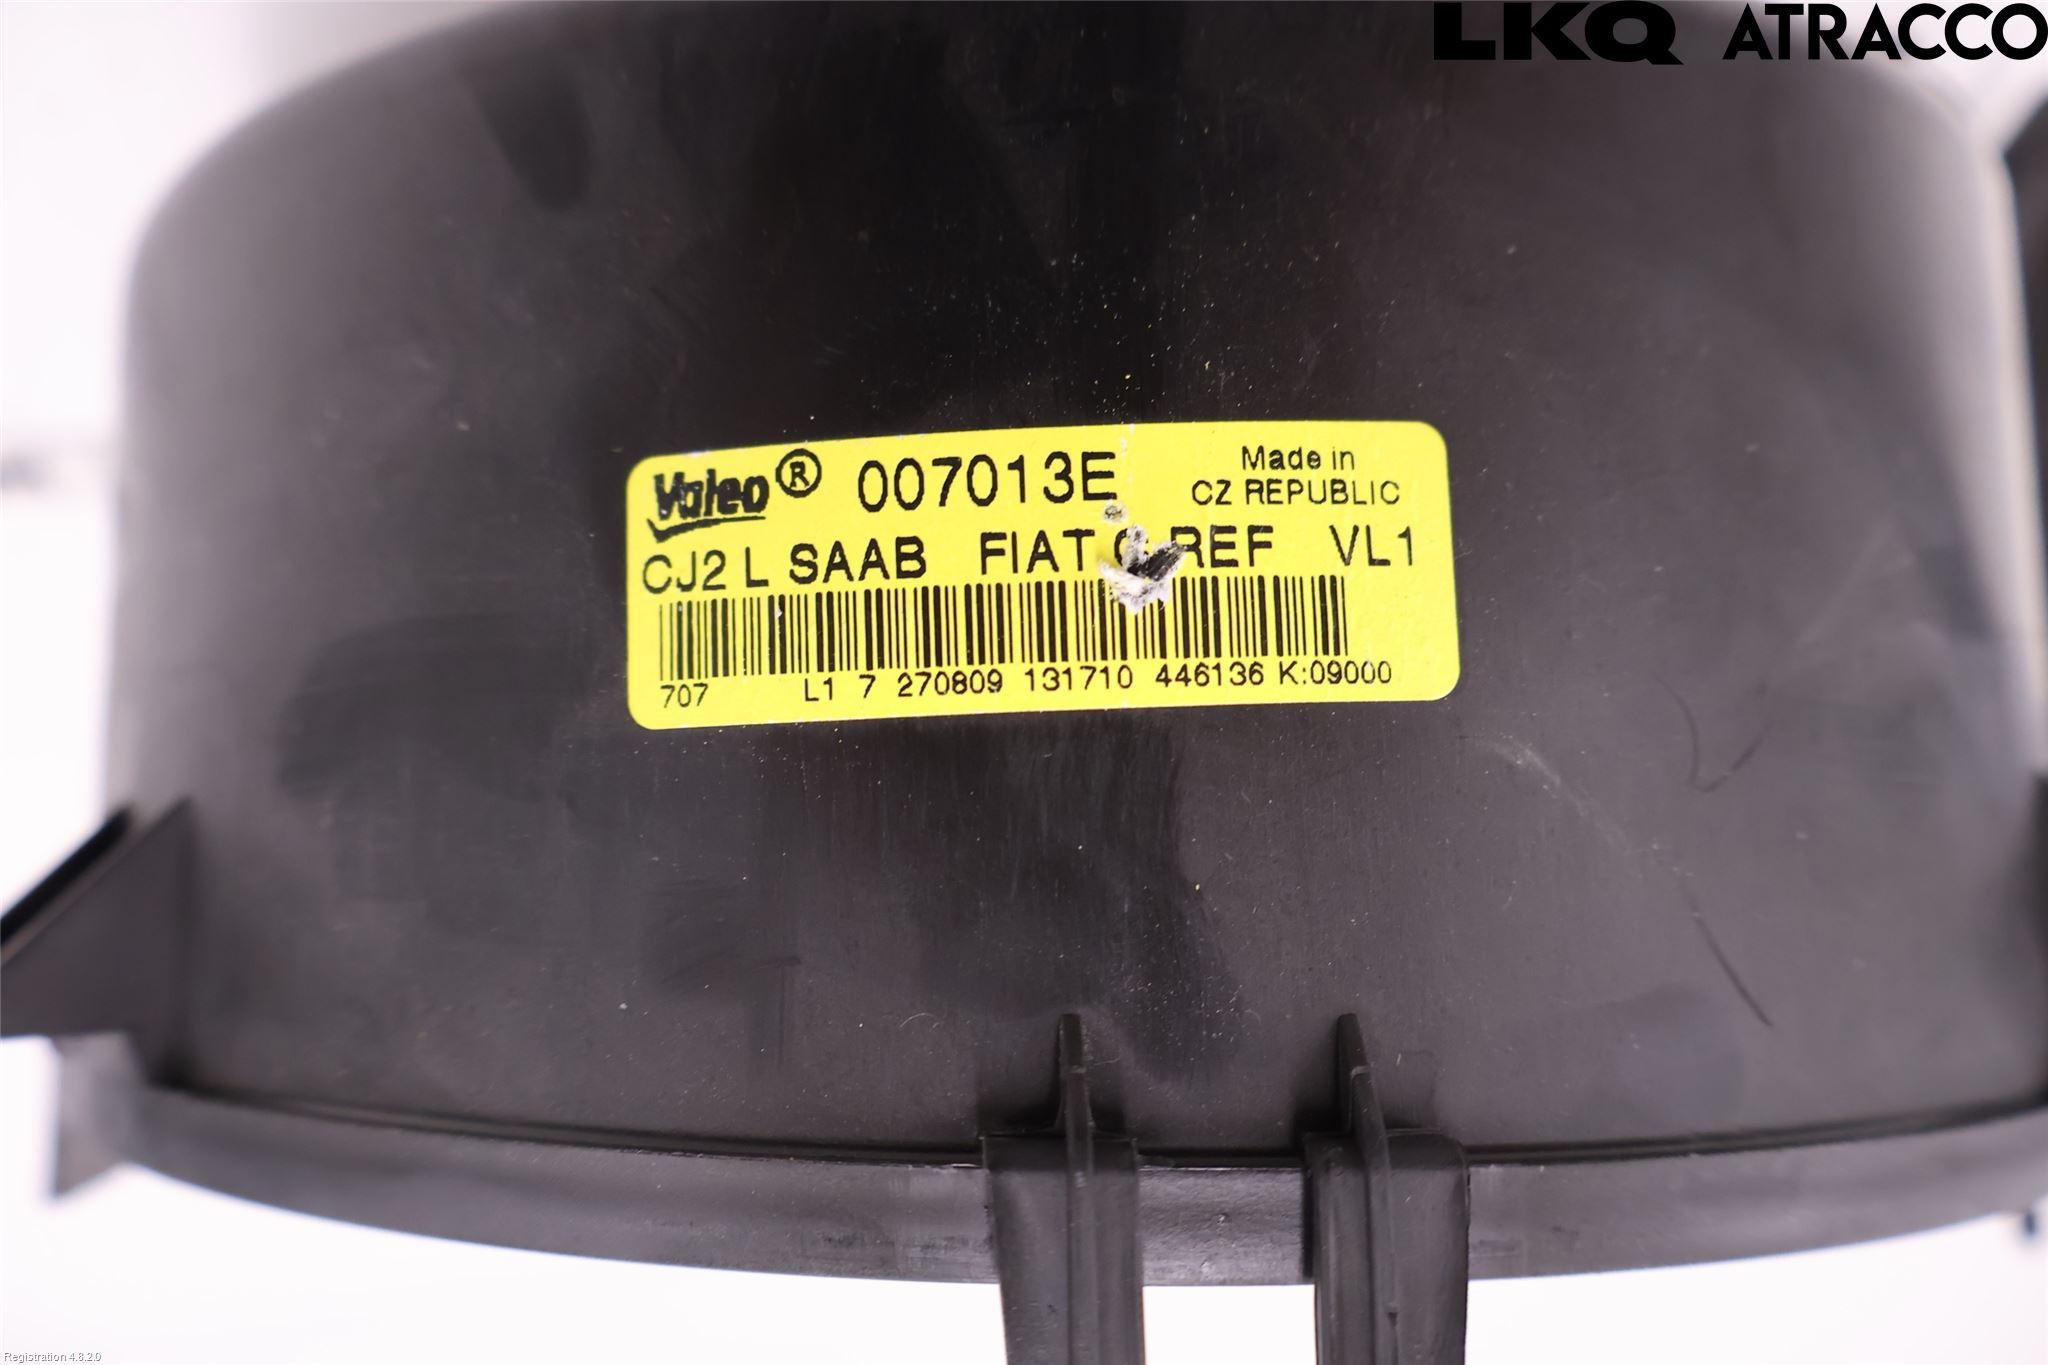 LKQ ATRACCO
Valeo® 007013E
Made in
CZ REPUBLIC
CJ2 L SAAB FIAT REF VL1
707 L1 7 270809 131710 446136 K:09000
Registration 4.8.2.0